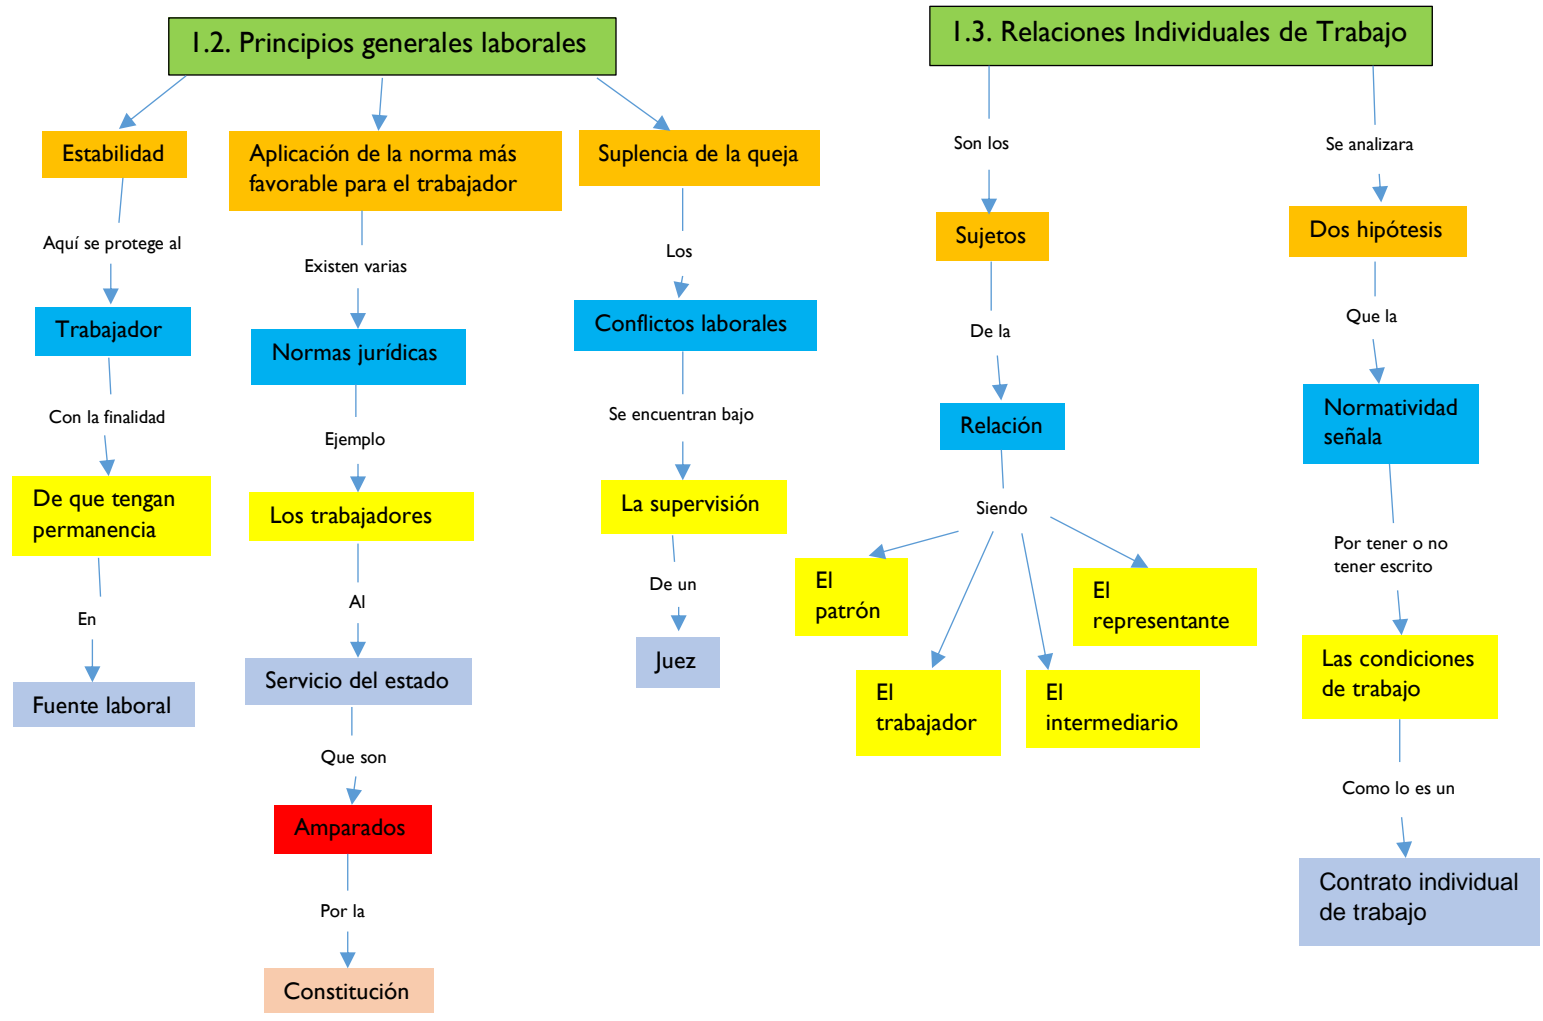 1.2. Principios generales laborales
Estabilidad
Aquí se protege al
Trabajador
Con la finalidad
De que tengan
permanencia
En
Fuente laboral
Aplicación de la norma más
favorable para el trabajador
Existen varias
Normas jurídicas
Ejemplo
Los trabajadores
Al
Servicio del estado
Que son
Amparados
Por la
Constitución
Suplencia de la queja
Los
Conflictos laborales
Se encuentran bajo
La supervisión
De un
Juez
1.3. Relaciones Individuales de Trabajo
Son los
Sujetos
De la
Relación
Siendo
El
patrón
El
trabajador
El
intermediario
El
representante
Se analizara
Dos hipótesis
Que la
Normatividad
señala
Por tener o no
tener escrito
Las condiciones
de trabajo
Como lo es un
Contrato individual
de trabajo